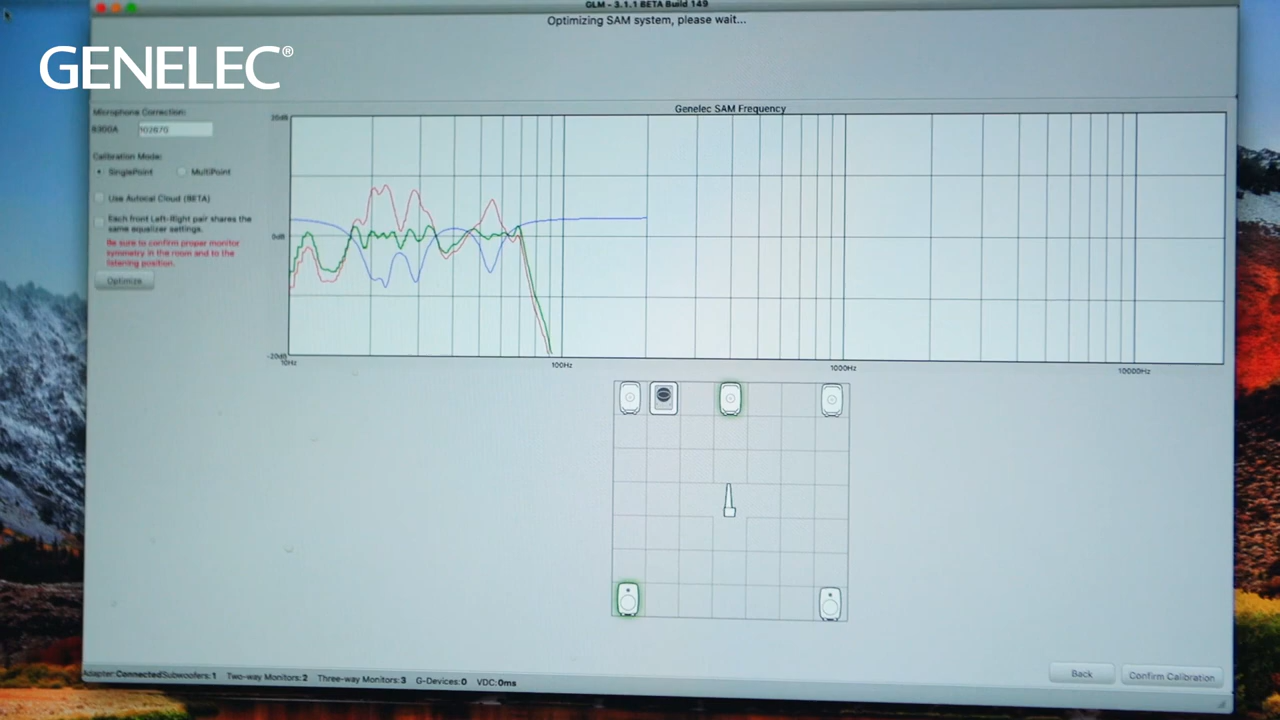 GLM - 3.1.1 BETA Build 149
Optimizing SAM system, please wait...
GENELEC®
Microphone Correction:
8300A
102870
Calibration Mode:
SinglePoint
MultiPoint
Use Autocal Cloud (BETA)
Each front Left-Right pair shares the
same equalizer settings.
Be sure to confirm proper monitor
symmetry in the room and to the
listening position.
Optimize
Genelec SAM Frequency
20dB
0dB
-20dB
10Hz
100Hz
1000Hz
10000Hz
Adapter:Connected Subwoofers:1 Two-way Monitors:2 Three-way Monitors:3 G-Devices:0 VDC:0ms
Back
Confirm Calibration